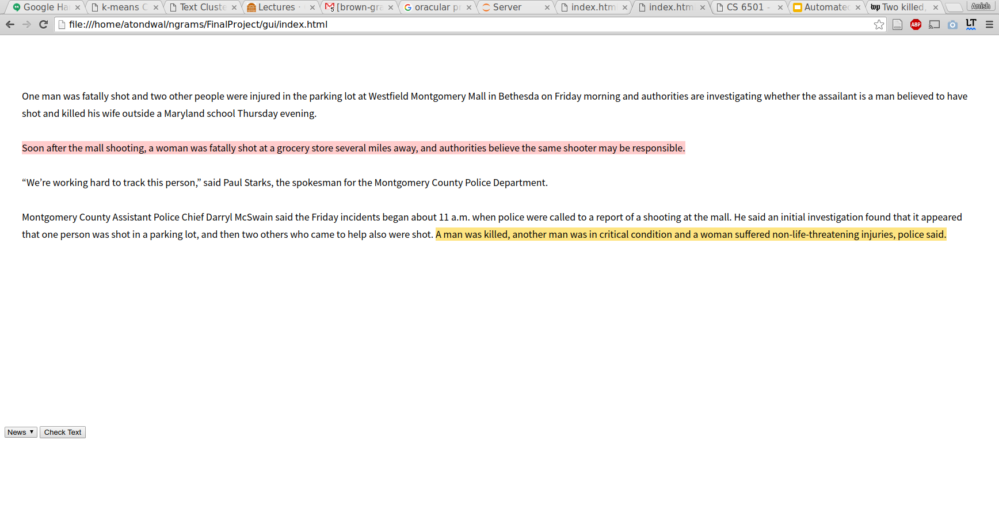 Google Ha
k-means C
Text Cluste
Lectures ·
[brown-gra
oracular p
Server
index.htm
index.htm
CS 6501 -
Automated
Two killed,
Anish
file:///home/atondwal/ngrams/FinalProject/gui/index.html
ABP
LT
One man was fatally shot and two other people were injured in the parking lot at Westfield Montgomery Mall in Bethesda on Friday morning and authorities are investigating whether the assailant is a man believed to have
shot and killed his wife outside a Maryland school Thursday evening.
Soon after the mall shooting, a woman was fatally shot at a grocery store several miles away, and authorities believe the same shooter may be responsible.
“We’re working hard to track this person,” said Paul Starks, the spokesman for the Montgomery County Police Department.
Montgomery County Assistant Police Chief Darryl McSwain said the Friday incidents began about 11 a.m. when police were called to a report of a shooting at the mall. He said an initial investigation found that it appeared
that one person was shot in a parking lot, and then two others who came to help also were shot. A man was killed, another man was in critical condition and a woman suffered non-life-threatening injuries, police said.
News
Check Text